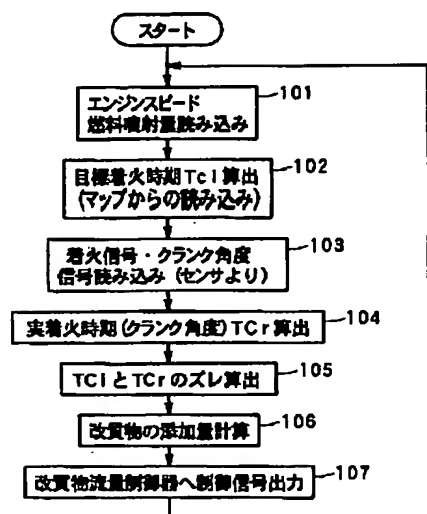 スタート
エンジンスピード
燃料噴射量読み込み
101
目標着火時期Tcl算出
(マップからの読み込み)
102
着火信号・クランク角度
信号読み込み(センサより)
103
実着火時期(クランク角度)TCr算出
104
TClとTCrのズレ算出
105
改質物の添加量計算
106
改質物流量制御器へ制御信号出力
107